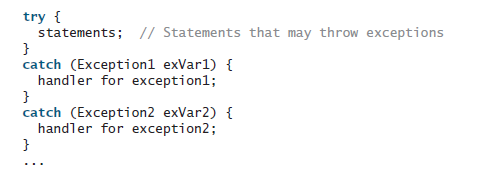 try {
  statements;  // Statements that may throw exceptions
}
catch (Exception1 exVar1) {
  handler for exception1;
}
catch (Exception2 exVar2) {
  handler for exception2;
}
...